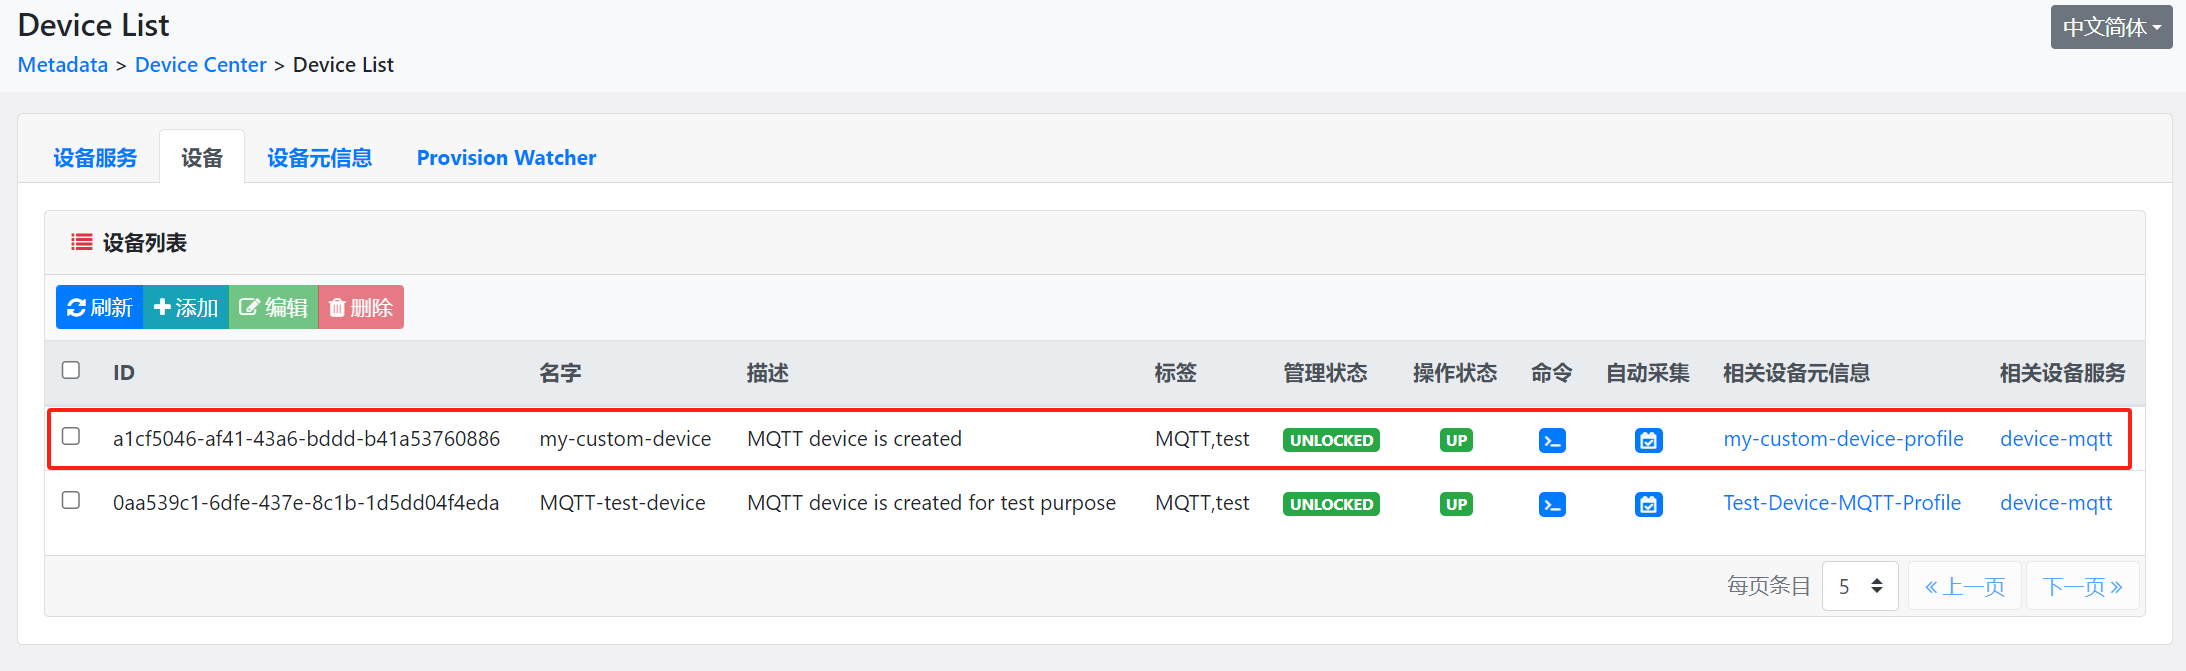 Device List
中文简体
Metadata > Device Center > Device List
设备服务 设备 设备元信息 Provision Watcher
设备列表
刷新 添加 编辑 删除
ID 名字 描述 标签 管理状态 操作状态 命令 自动采集 相关设备元信息 相关设备服务
a1cf5046-af41-43a6-bddd-b41a53760886 my-custom-device MQTT device is created MQTT,test UNLOCKED UP my-custom-device-profile device-mqtt
0aa539c1-6dfe-437e-8c1b-1d5dd04f4eda MQTT-test-device MQTT device is created for test purpose MQTT,test UNLOCKED UP Test-Device-MQTT-Profile device-mqtt
每页条目 5 «上一页 下一页»